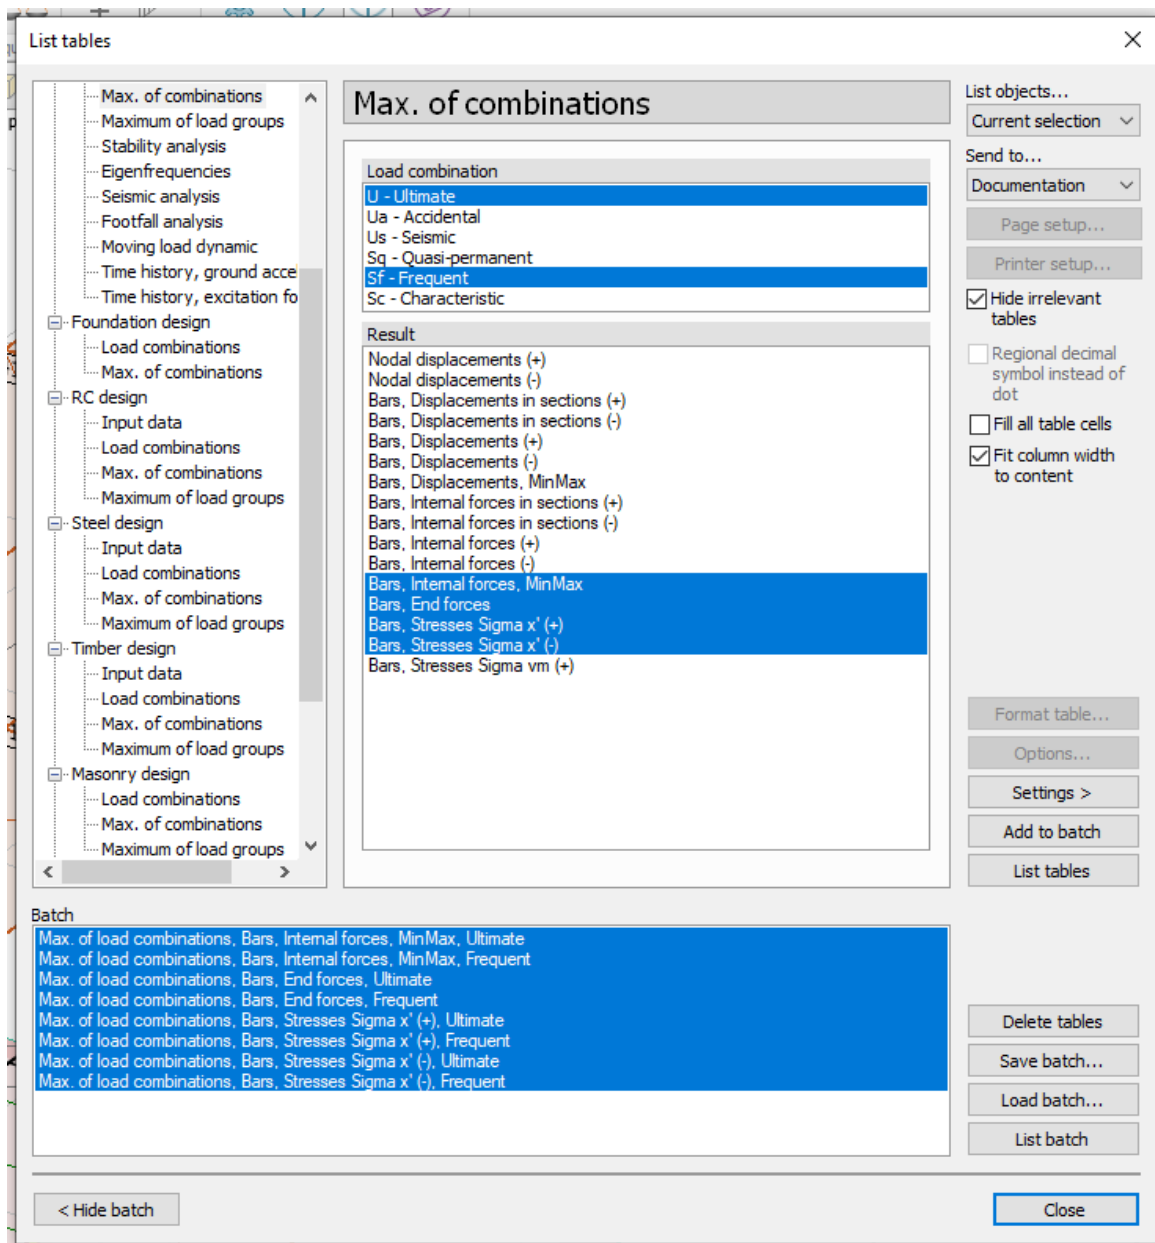 List tables
Max. of combinations
Maximum of load groups
Stability analysis
Eigenfrequencies
Seismic analysis
Footfall analysis
Moving load dynamic
Time history, ground accel
Time history, excitation fo
Foundation design
Load combinations
Max. of combinations
RC design
Input data
Load combinations
Max. of combinations
Maximum of load groups
Steel design
Input data
Load combinations
Max. of combinations
Maximum of load groups
Timber design
Input data
Load combinations
Max. of combinations
Maximum of load groups
Masonry design
Load combinations
Max. of combinations
Maximum of load groups
Max. of combinations
Load combination
U - Ultimate
Ua - Accidental
Us - Seismic
Sq - Quasi-permanent
Sf - Frequent
Sc - Characteristic
Result
Nodal displacements (+)
Nodal displacements (-)
Bars, Displacements in sections (+)
Bars, Displacements in sections (-)
Bars, Displacements (+)
Bars, Displacements (-)
Bars, Displacements, MinMax
Bars, Internal forces in sections (+)
Bars, Internal forces in sections (-)
Bars, Internal forces (+)
Bars, Internal forces (-)
Bars, Internal forces, MinMax
Bars, End forces
Bars, Stresses Sigma x' (+)
Bars, Stresses Sigma x' (-)
Bars, Stresses Sigma vm (+)
List objects...
Current selection
Send to...
Documentation
Page setup...
Printer setup...
Hide irrelevant
tables
Regional decimal
symbol instead of
dot
Fill all table cells
Fit column width
to content
Format table...
Options...
Settings >
Add to batch
List tables
Batch
Max. of load combinations, Bars, Internal forces, MinMax, Ultimate
Max. of load combinations, Bars, Internal forces, MinMax, Frequent
Max. of load combinations, Bars, End forces, Ultimate
Max. of load combinations, Bars, End forces, Frequent
Max. of load combinations, Bars, Stresses Sigma x' (+), Ultimate
Max. of load combinations, Bars, Stresses Sigma x' (+), Frequent
Max. of load combinations, Bars, Stresses Sigma x' (-), Ultimate
Max. of load combinations, Bars, Stresses Sigma x' (-), Frequent
Delete tables
Save batch...
Load batch...
List batch
< Hide batch
Close